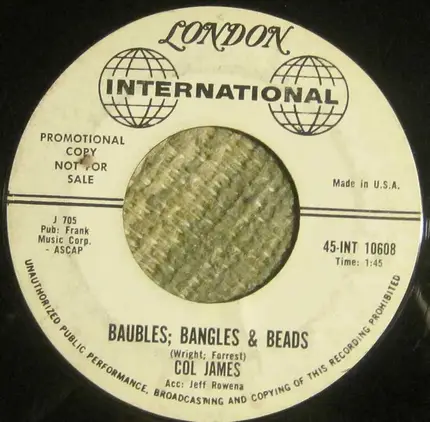 LONDON
INTERNATIONAL
PROMOTIONAL
COPY
NOT FOR
SALE
Made in U.S.A.
J 705
Pub: Frank
Music Corp.
- ASCAP
45-INT 10608
Time: 1:45
BAUBLES; BANGLES & BEADS
(Wright; Forrest)
COL JAMES
Acc: Jeff Rowena
UNAUTHORIZED PUBLIC PERFORMANCE, BROADCASTING AND COPYING OF THIS RECORDING PROHIBITED